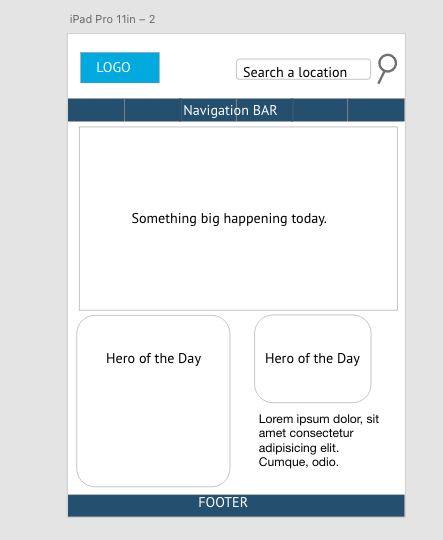 iPad Pro 11in – 2
LOGO
Search a location
Navigation BAR
Something big happening today.
Hero of the Day
Hero of the Day
Lorem ipsum dolor, sit
amet consectetur
adipisicing elit.
Cumque, odio.
FOOTER